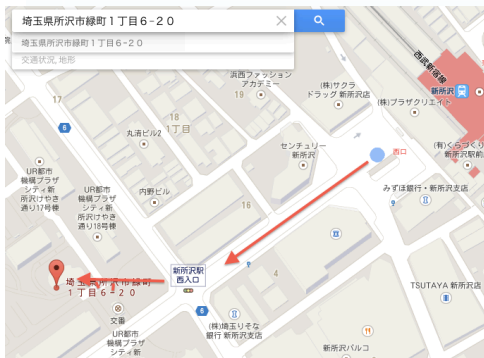 埼玉県所沢市緑町1丁目6-20
埼玉県所沢市緑町1丁目6-20
交通状況, 地形
西武新宿線
新所沢
浜西ファッション
アカデミー
19
(株)サクラ
ドラッグ 新所沢店
(株)プラザクリエイト
17
18
1丁目
6
丸清ビル2
センチュリー
新所沢
西口
(有)くらづくり
新所沢駅前
UR都市
機構プラザ
シティ新
所沢けやき
通り17号棟
UR都市
機構プラザ
シティ新
所沢けやき
通り18号棟
内野ビル
16
みずほ銀行・新所沢支店
新所沢駅
西入口
4
埼玉県所沢市緑町
1丁目6-20
TSUTAYA 新所沢店
6
交番
(株)埼玉りそな
銀行 新所沢支店
UR都市
機構プラザ
シティ新
新所沢パルコ